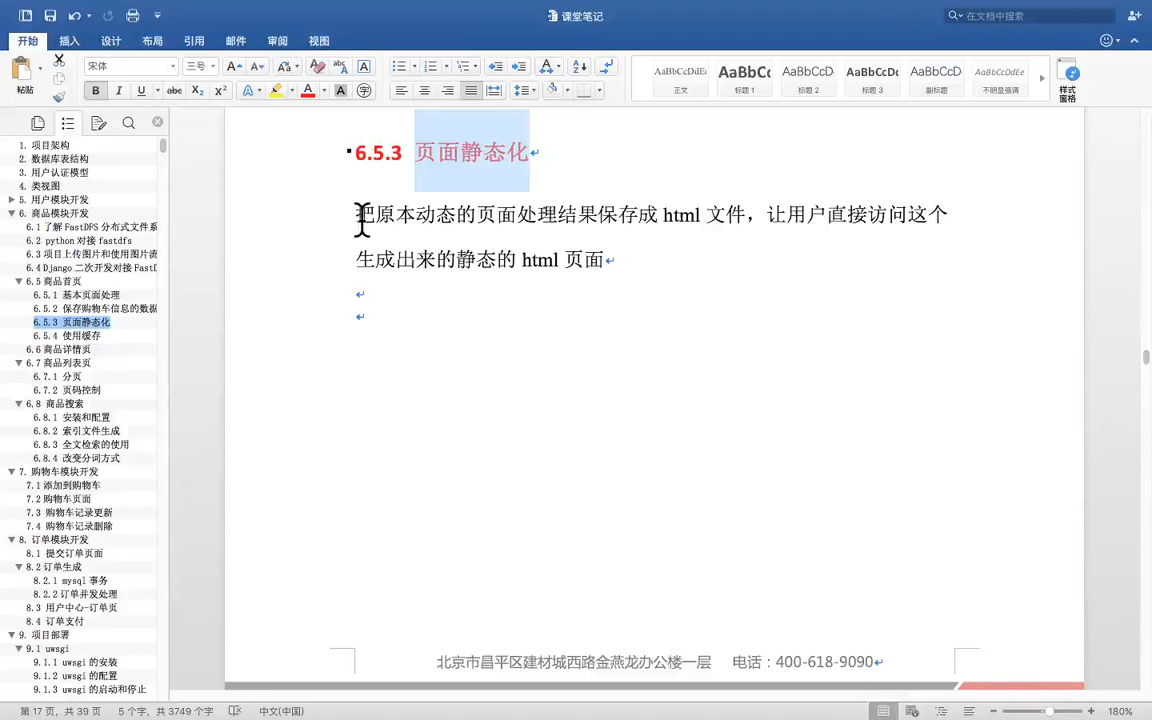 课堂笔记
在文档中搜索
开始 插入 设计 布局 引用 邮件 审阅 视图
粘贴 宋体 三号
AaBbCcDdEe AaBbCc AaBbCcD AaBbCcDc AaBbCcD AaBbCcDdEe
正文 标题 1 标题 2 标题 3 副标题 不明显强调 样式窗格
1. 项目架构
2. 数据库表结构
3. 用户认证模型
4. 类视图
5. 用户模块开发
6. 商品模块开发
6.1 了解 FastDFS 分布式文件系
6.2 python 对接 fastdfs
6.3 项目上传图片和使用图片流
6.4 Django 二次开发对接 FastD
6.5 商品首页
6.5.1 基本页面处理
6.5.2 保存购物车信息的数据
6.5.3 页面静态化
6.5.4 使用缓存
6.6 商品详情页
6.7 商品列表页
6.7.1 分页
6.7.2 页码控制
6.8 商品搜索
6.8.1 安装和配置
6.8.2 索引文件生成
6.8.3 全文检索的使用
6.8.4 改变分词方式
7. 购物车模块开发
7.1 添加到购物车
7.2 购物车页面
7.3 购物车记录更新
7.4 购物车记录删除
8. 订单模块开发
8.1 提交订单页面
8.2 订单生成
8.2.1 mysql 事务
8.2.2 订单并发处理
8.3 用户中心-订单页
8.4 订单支付
9. 项目部署
9.1 uwsgi
9.1.1 uwsgi 的安装
9.1.2 uwsgi 的配置
9.1.3 uwsgi 的启动和停止
6.5.3 页面静态化
把原本动态的页面处理结果保存成 html 文件，让用户直接访问这个
生成出来的静态的 html 页面
北京市昌平区建材城西路金燕龙办公楼一层 电话：400-618-9090
第 17 页，共 39 页 5 个字，共 3749 个字 中文(中国) 180%